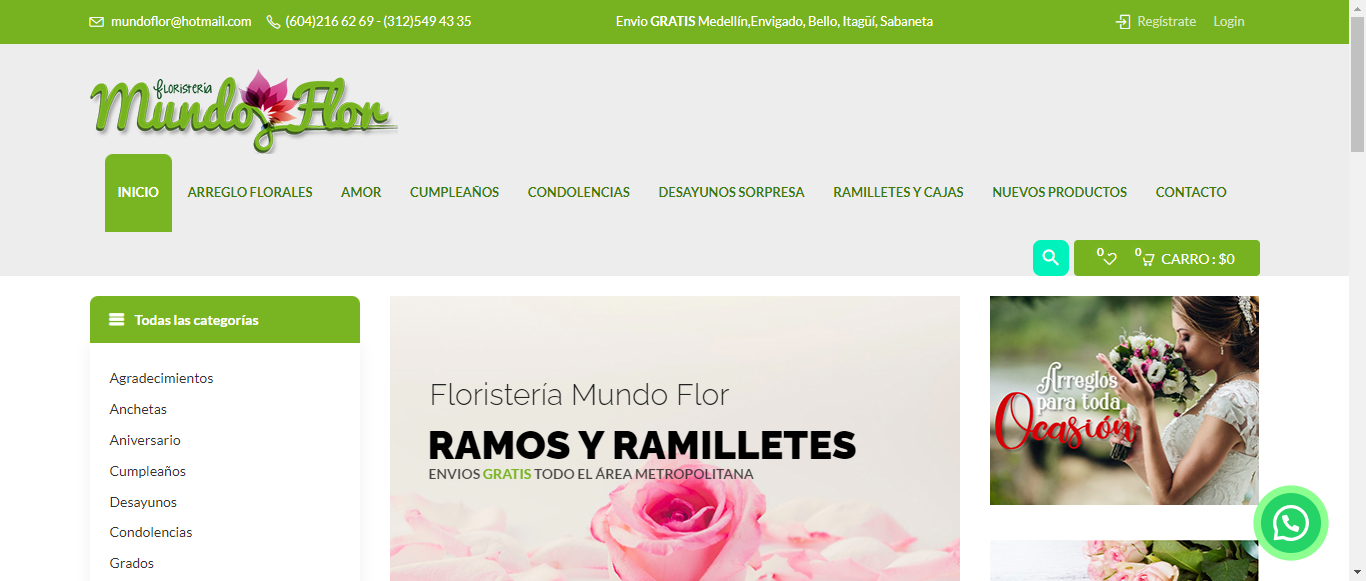 mundoflor@hotmail.com (604)216 62 69 - (312)549 43 35 Envio GRATIS Medellín,Envigado, Bello, Itagüí, Sabaneta Regístrate Login
FLORISTERÍA
Mundo Flor
INICIO ARREGLO FLORALES AMOR CUMPLEAÑOS CONDOLENCIAS DESAYUNOS SORPRESA RAMILLETES Y CAJAS NUEVOS PRODUCTOS CONTACTO
0 0 CARRO : $0
Todas las categorías
Agradecimientos
Anchetas
Aniversario
Cumpleaños
Desayunos
Condolencias
Grados
Floristería Mundo Flor
RAMOS Y RAMILLETES
ENVIOS GRATIS TODO EL ÁREA METROPOLITANA
Arreglos
para toda
Ocasión